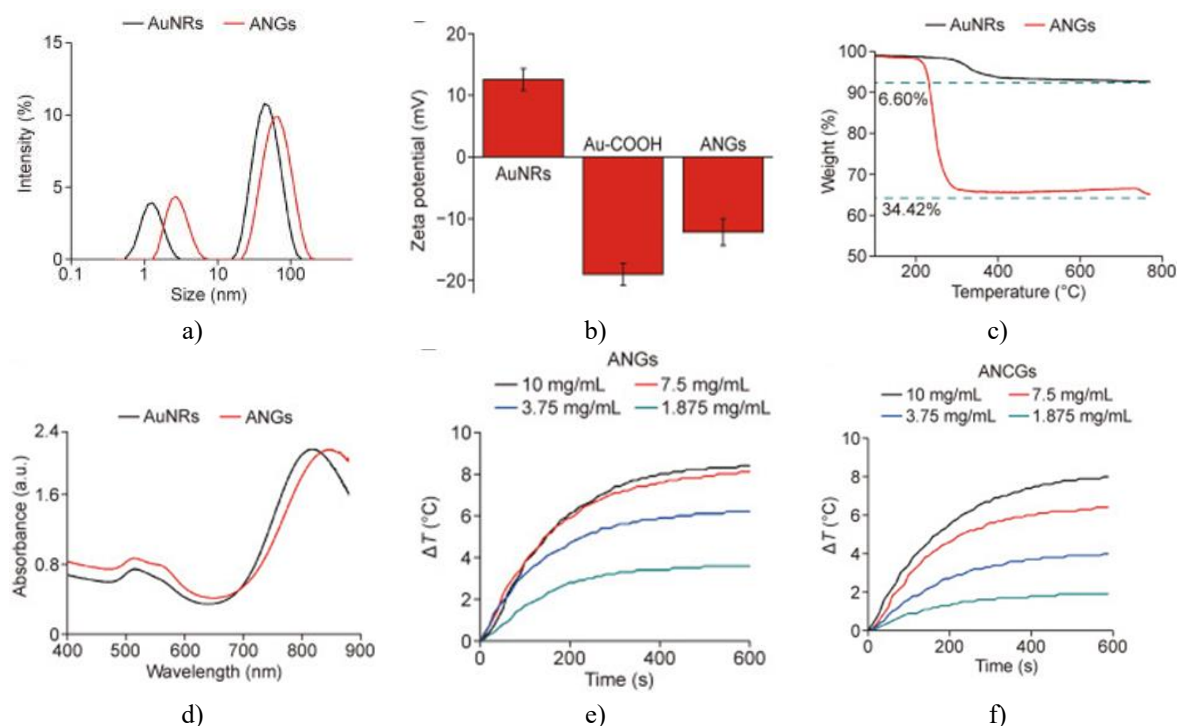 AuNRs ANGs
15
10
5
0
Intensity (%)
0.1 1 10 100
Size (nm)
a)
20
10
0
−10
−20
Zeta potential (mV)
AuNRs
Au-COOH
ANGs
b)
AuNRs ANGs
100
90
80
70
60
50
Weight (%)
6.60%
34.42%
200 400 600 800
Temperature (°C)
c)
AuNRs ANGs
2.4
1.6
0.8
0
Absorbance (a.u.)
400 500 600 700 800 900
Wavelength (nm)
d)
ANGs
10 mg/mL 7.5 mg/mL
3.75 mg/mL 1.875 mg/mL
10
8
6
4
2
0
ΔT (°C)
0 200 400 600
Time (s)
e)
ANCGs
10 mg/mL 7.5 mg/mL
3.75 mg/mL 1.875 mg/mL
10
8
6
4
2
0
ΔT (°C)
0 200 400 600
Time (s)
f)